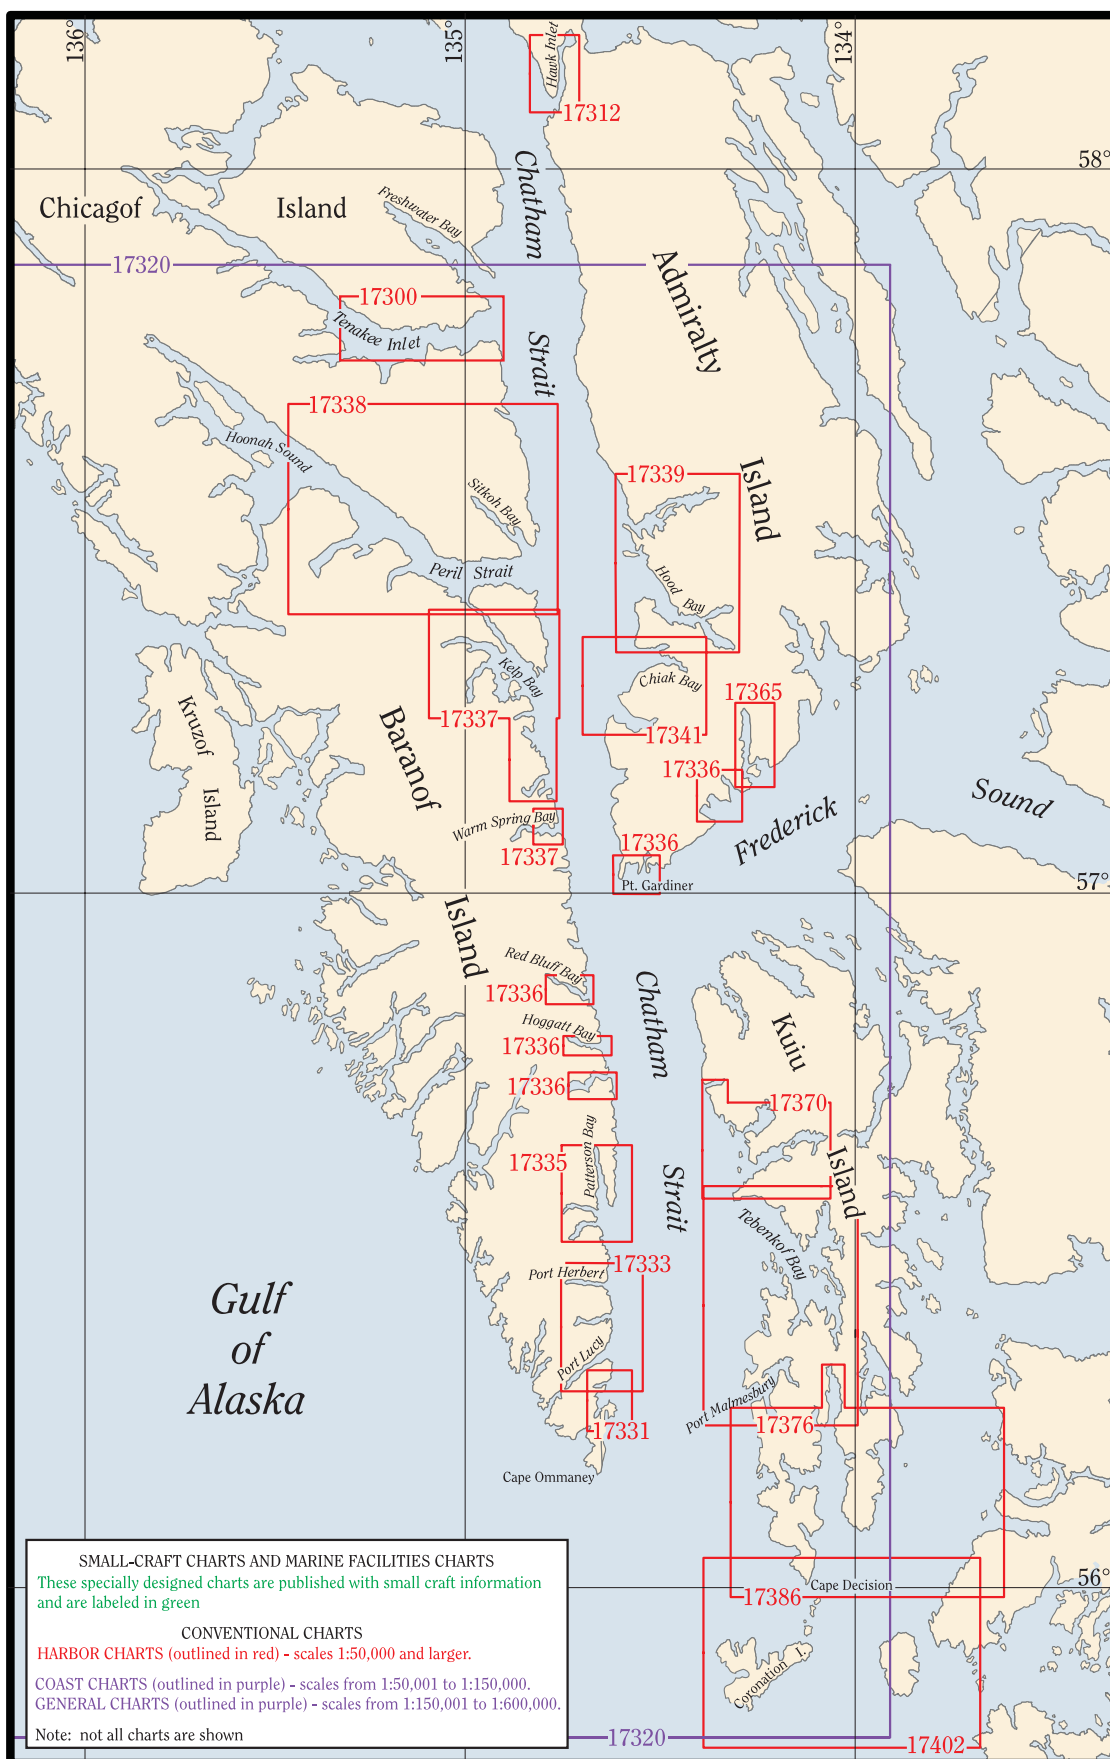 136°
135°
134°
Hawk Inlet
17312
58°
Chatham
Chicagof Island
Freshwater Bay
17320
Admiralty
17300
Tenakee Inlet
Strait
17338
Hoonah Sound
Island
17339
Sitkoh Bay
Peril Strait
Hood Bay
Kelp Bay
Chiak Bay
17365
Kruzof
Baranof
17337
17341
17336
Sound
Island
Warm Spring Bay
Frederick
17337
17336
Pt. Gardiner
57°
Island
Red Bluff Bay
17336
Chatham
Hoggatt Bay
Kuiu
17336
17336
17370
Patterson Bay
17335
Strait
Island
Tebenkof Bay
17333
Port Herbert
Gulf
of
Alaska
Port Lucy
Port Malmesbury
17331
17376
Cape Ommaney
56°
Cape Decision
17386
Coronation I.
17320
17402
SMALL-CRAFT CHARTS AND MARINE FACILITIES CHARTS
These specially designed charts are published with small craft information
and are labeled in green
CONVENTIONAL CHARTS
HARBOR CHARTS (outlined in red) - scales 1:50,000 and larger.
COAST CHARTS (outlined in purple) - scales from 1:50,001 to 1:150,000.
GENERAL CHARTS (outlined in purple) - scales from 1:150,001 to 1:600,000.
Note: not all charts are shown